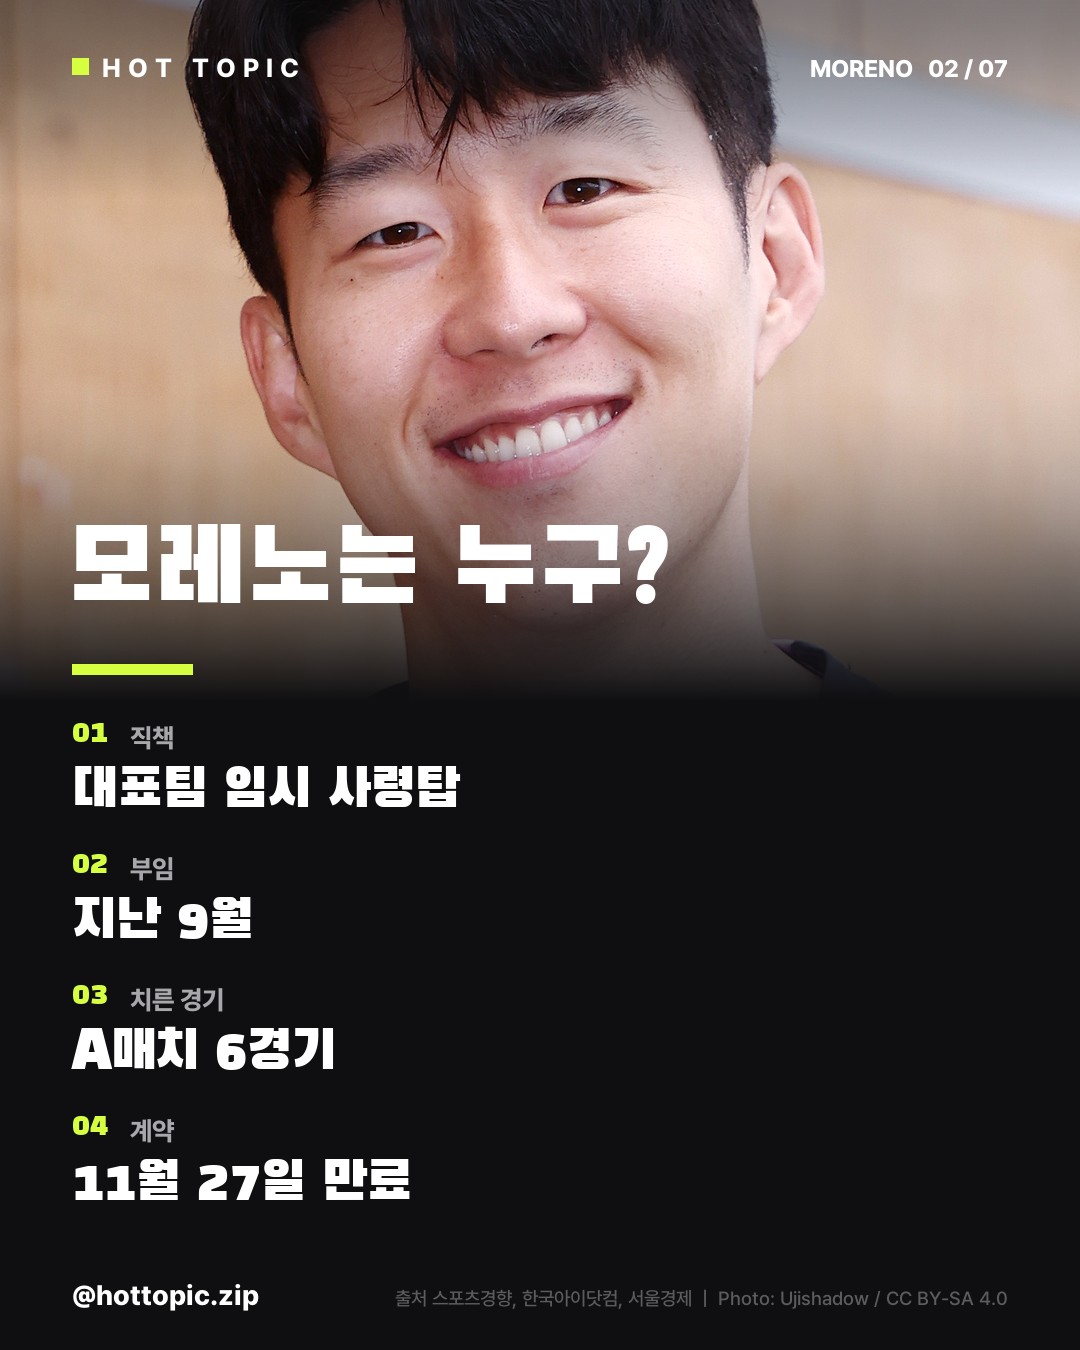 HOT TOPIC
MORENO 02 / 07
모레노는 누구?
01 직책
대표팀 임시 사령탑
02 부임
지난 9월
03 치른 경기
A매치 6경기
04 계약
11월 27일 만료
@hottopic.zip
출처 스포츠경향, 한국아이닷컴, 서울경제 | Photo: Ujishadow / CC BY-SA 4.0